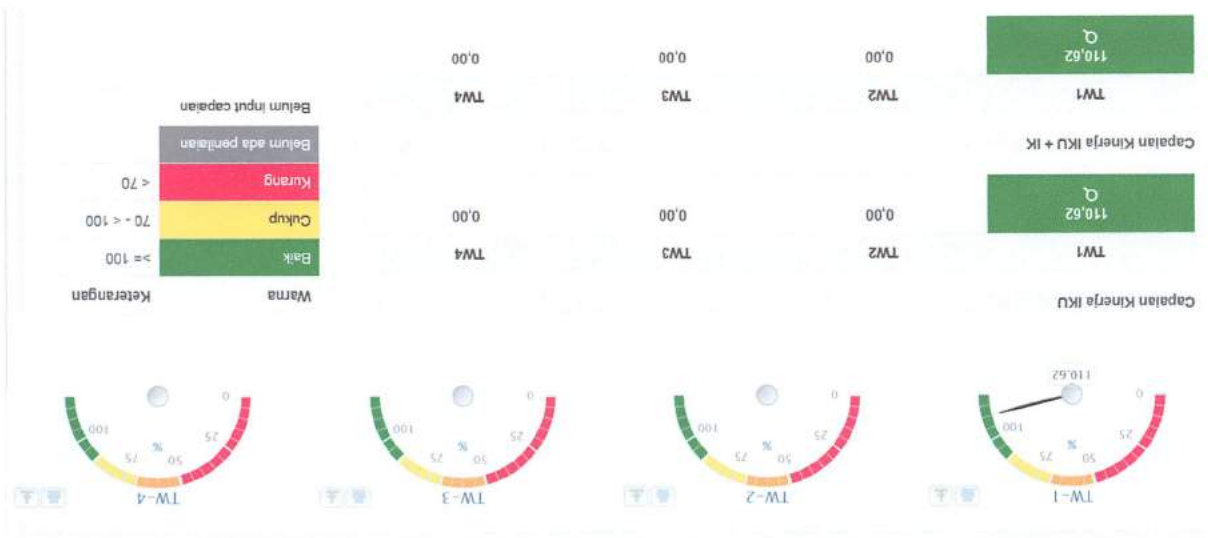 TW-1
TW-2
TW-3
TW-4
0 25 50 75 100 % 110.62
0 25 50 75 100 %
0 25 50 75 100 %
0 25 50 75 100 %
Capaian Kinerja IKU
TW1 TW2 TW3 TW4
110,62 0,00 0,00 0,00
Capaian Kinerja IKU + IK
TW1 TW2 TW3 TW4
110,62 0,00 0,00 0,00
Warna Keterangan
Baik >= 100
Cukup 70 - < 100
Kurang < 70
Belum ada penilaian
Belum input capaian